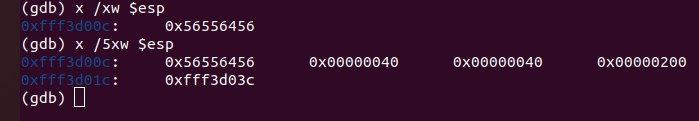 (gdb) x /xw $esp
0xfff3d00c: 0x56556456
(gdb) x /5xw $esp
0xfff3d00c: 0x56556456 0x00000040 0x00000040 0x00000200
0xfff3d01c: 0xfff3d03c
(gdb)